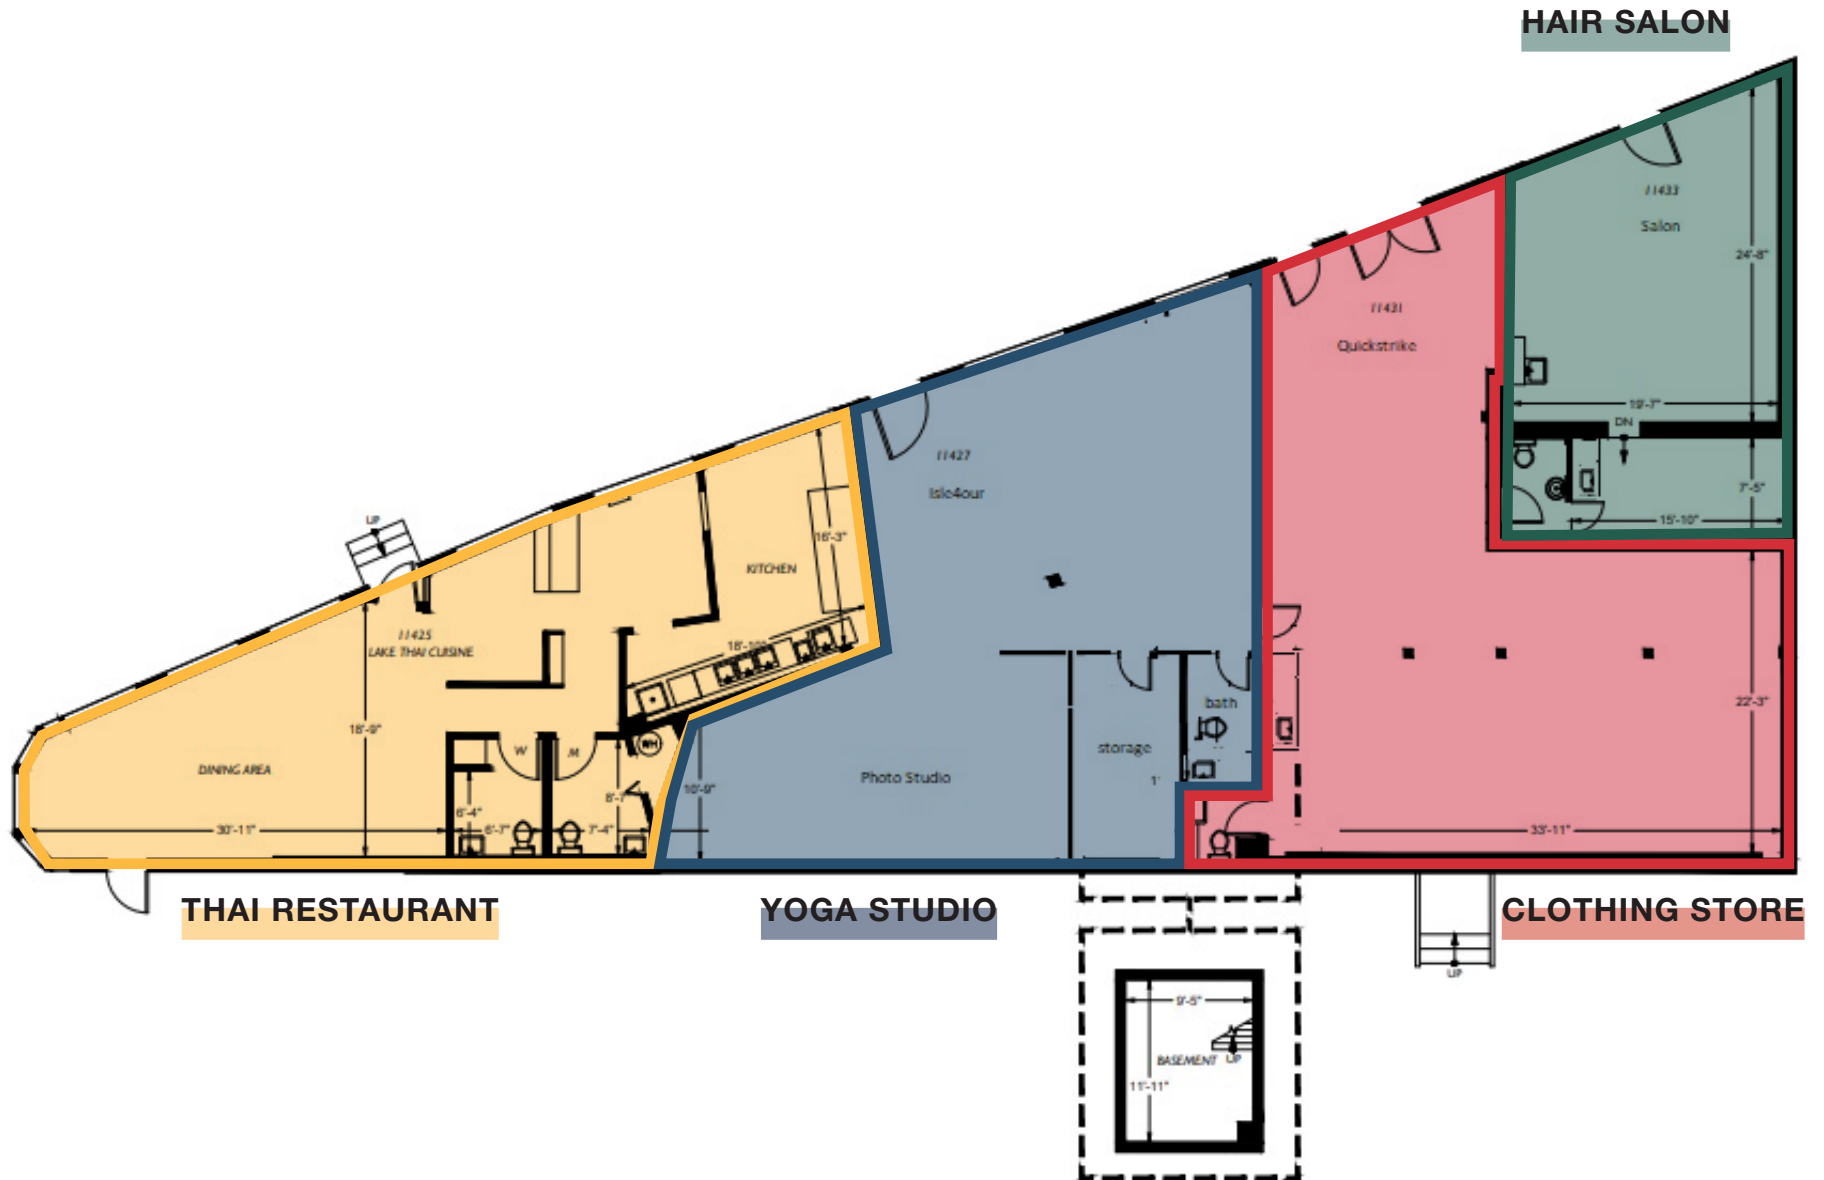 HAIR SALON
11433
Salon
24'-8"
19'-7"
DN
7'-5"
15'-10"
11431
Quickstrike
22'-3"
33'-11"
11427
Isle4our
bath
storage
1'
Photo Studio
10'-9"
UP
16'-3"
KITCHEN
11425
LAKE THAI CUISINE
18'-9"
W
M
WH
DINING AREA
8'-7"
6'-4"
30'-11"
6'-7"
7'-4"
THAI RESTAURANT
YOGA STUDIO
CLOTHING STORE
UP
9'-5"
BASEMENT
UP
11'-11"